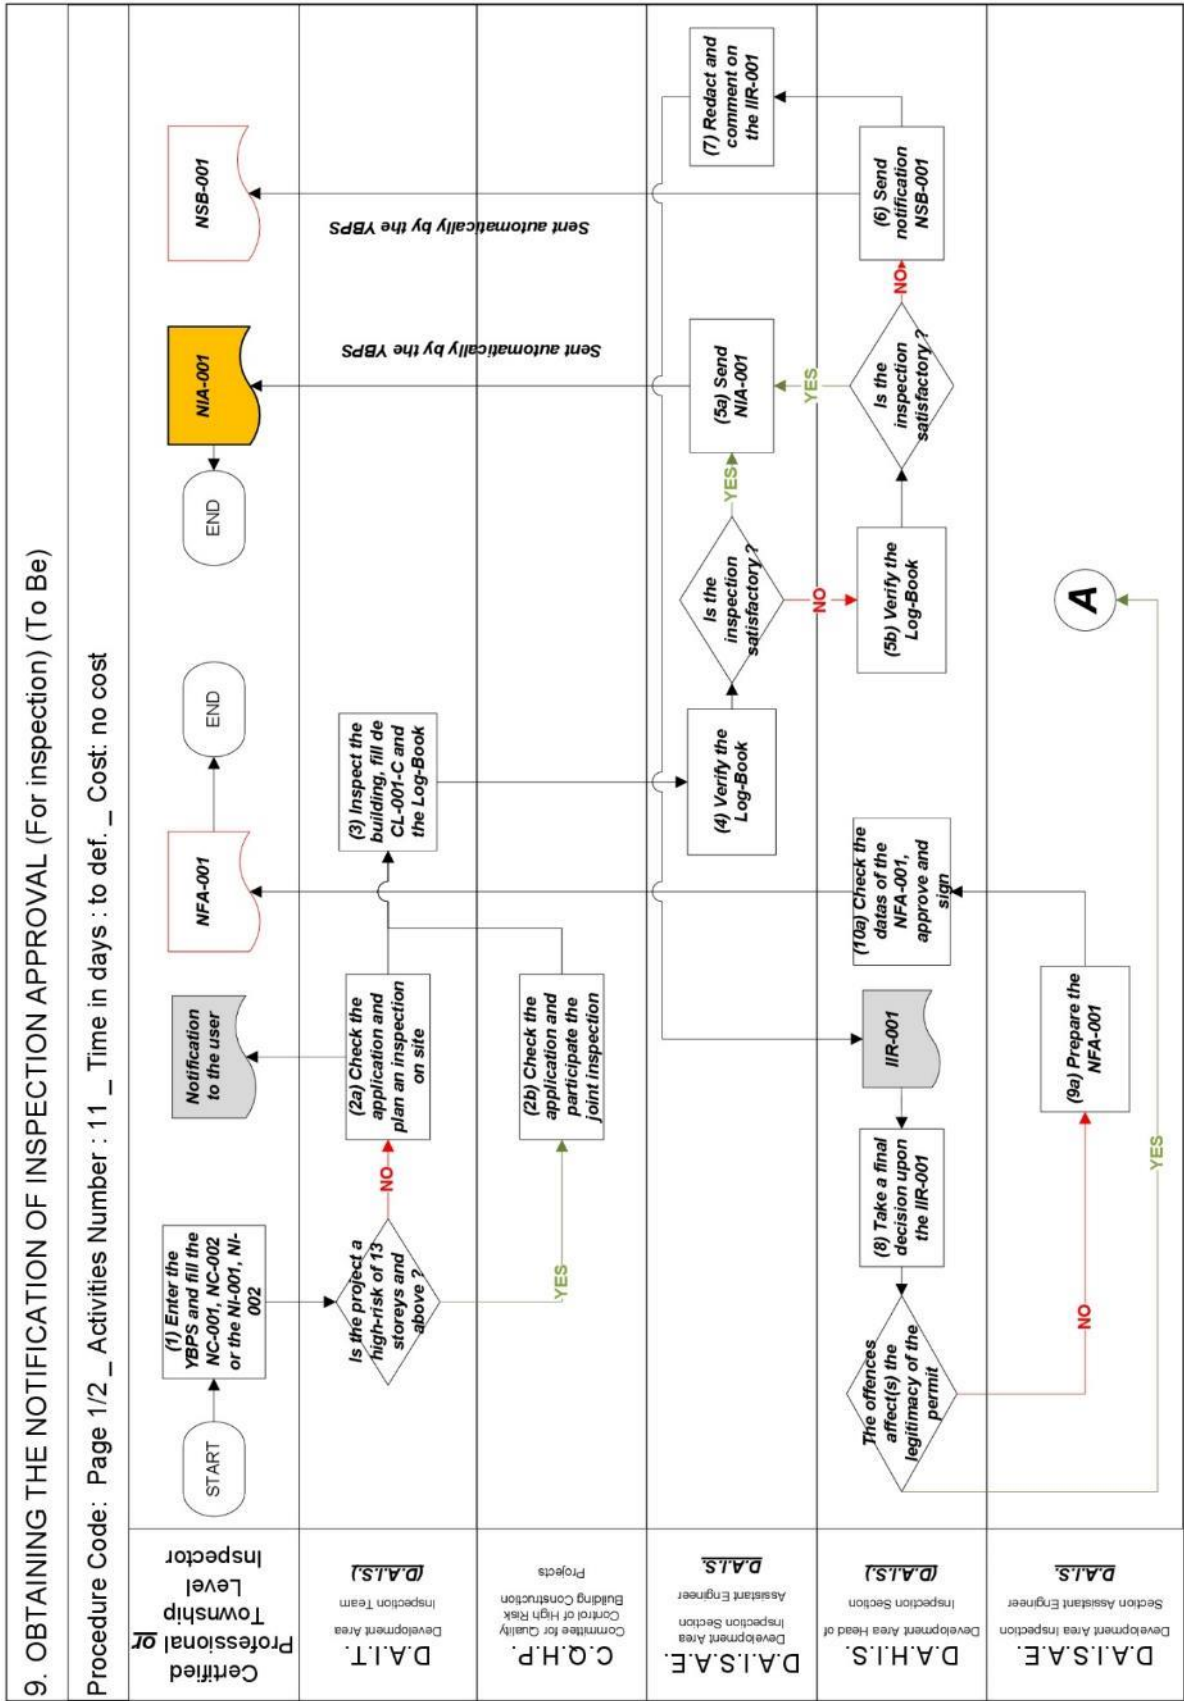 9. OBTAINING THE NOTIFICATION OF INSPECTION APPROVAL (For inspection) (To Be)
Procedure Code: Page 1/2 _ Activities Number : 11 _ Time in days : to def. _ Cost: no cost
Certified
Professional or
Township
Level
Inspector
START
(1) Enter the
YBPS and fill the
NC-001, NC-002
or the NI-001, NI-
002
Notification
to the user
NFA-001
END
END
NIA-001
NSB-001
D.A.I.T
Development Area
Inspection Team
(D.A.I.S.)
Is the project a
high-risk of 13
storeys and
above ?
NO
(2a) Check the
application and
plan an inspection
on site
(3) Inspect the
building, fill de
CL-001-C and
the Log-Book
Sent automatically by the YBPS
Sent automatically by the YBPS
C.Q.H.P.
Committee for Quality
Control of High Risk
Building Construction
Projects
YES
(2b) Check the
application and
participate the
joint inspection
D.A.I.S.A.E.
Development Area
Inspection Section
Assistant Engineer
D.A.I.S.
(4) Verify the
Log-Book
Is the
inspection
satisfactory ?
YES
NO
(5a) Send
NIA-001
(7) Redact and
comment on
the IIR-001
D.A.H.I.S.
Development Area Head of
Inspection Section
(D.A.I.S.)
The offences
affect(s) the
legitimacy of the
permit
(8) Take a final
decision upon
the IIR-001
IIR-001
(10a) Check the
datas of the
NFA-001,
approve and
sign
(5b) Verify the
Log-Book
Is the
inspection
satisfactory ?
YES
NO
(6) Send
notification
NSB-001
D.A.I.S.A.E.
Development Area Inspection
Section Assistant Engineer
D.A.I.S.
NO
(9a) Prepare the
NFA-001
YES
A